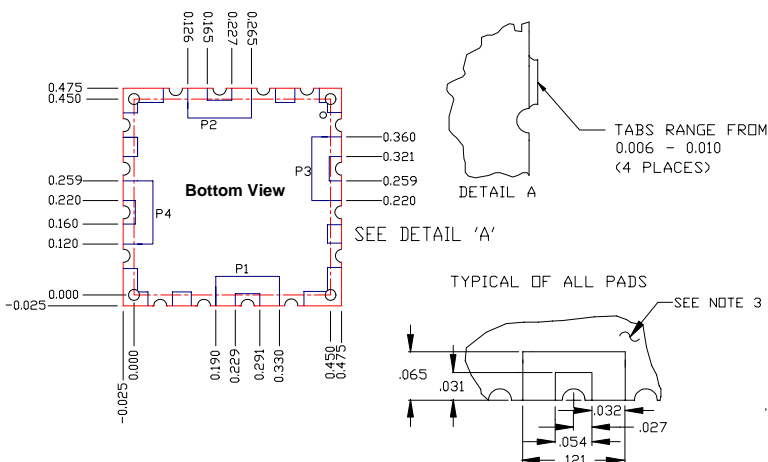 0.126
0.165
0.227
0.265
0.475
0.450
P2
0.360
P3
0.321
0.259
0.259
0.220
Bottom View
0.220
P4
0.160
0.120
SEE DETAIL 'A'
P1
0.000
-0.025
-0.025
0.000
0.190
0.229
0.291
0.330
0.450
0.475
TABS RANGE FROM
0.006 - 0.010
(4 PLACES)
DETAIL A
TYPICAL OF ALL PADS
SEE NOTE 3
.065
.031
.032
.027
.054
.121